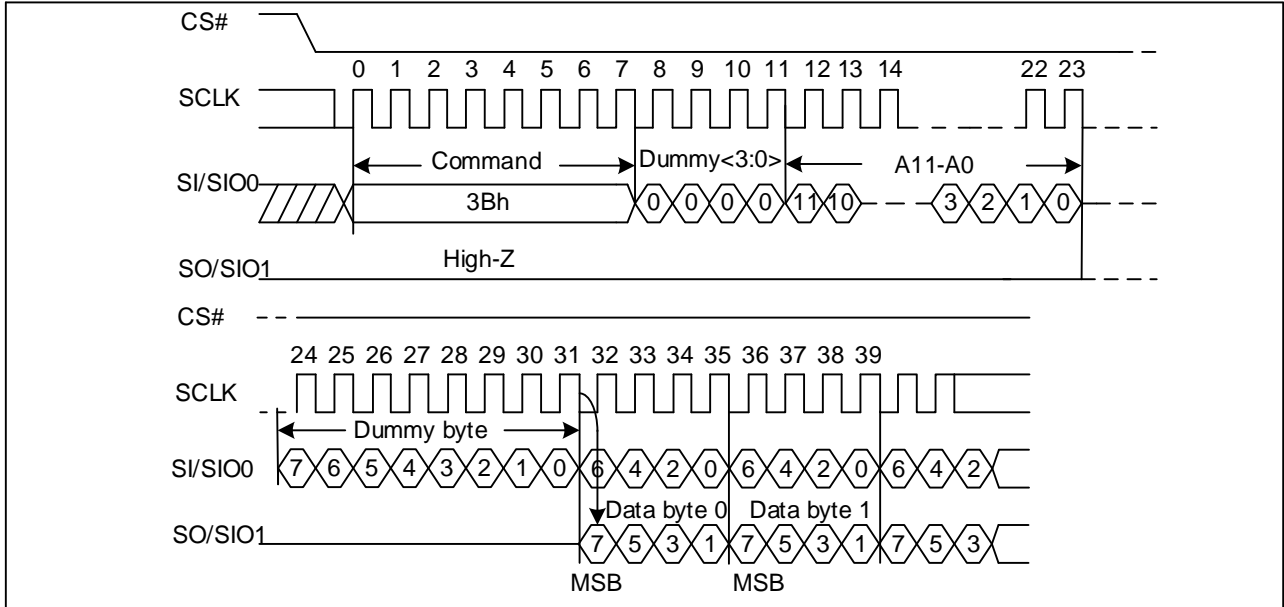 CS#
0 1 2 3 4 5 6 7 8 9 10 11 12 13 14 22 23
SCLK
Command Dummy<3:0> A11-A0
SI/SIO0 3Bh 0 0 0 0 11 10 3 2 1 0
High-Z
SO/SIO1
CS#
24 25 26 27 28 29 30 31 32 33 34 35 36 37 38 39
SCLK
Dummy byte
SI/SIO0 7 6 5 4 3 2 1 0 6 4 2 0 6 4 2 0 6 4 2
Data byte 0 Data byte 1
SO/SIO1 7 5 3 1 7 5 3 1 7 5 3
MSB MSB